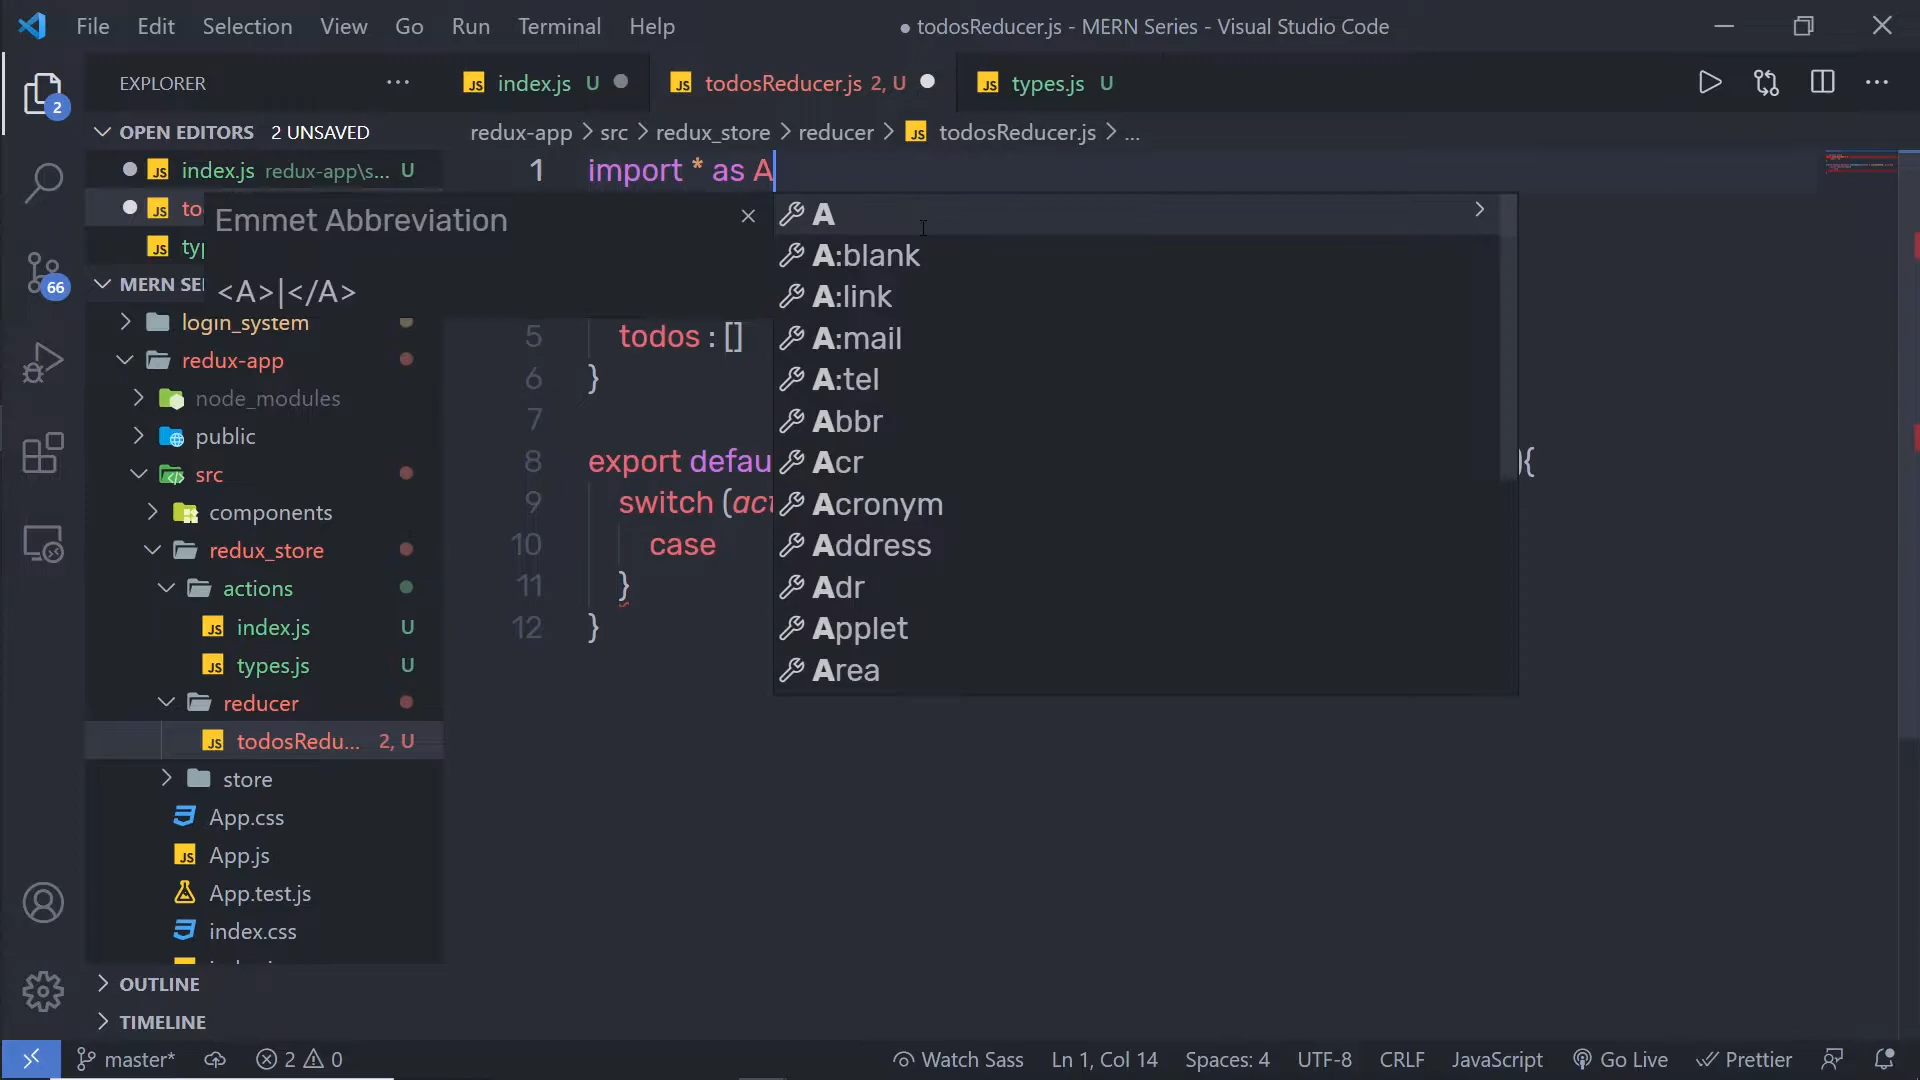 File Edit Selection View Go Run Terminal Help
● todosReducer.js - MERN Series - Visual Studio Code
EXPLORER
index.js U
todosReducer.js 2, U
types.js U
OPEN EDITORS 2 UNSAVED
redux-app > src > redux_store > reducer > todosReducer.js > ...
index.js redux-app\s... U
1 import * as A
to
Emmet Abbreviation
<A>|</A>
typ
MERN SE
A
A:blank
A:link
A:mail
A:tel
Abbr
Acr
Acronym
Address
Adr
Applet
Area
5 todos : []
6 }
7
8 export defau ){
9 switch (act
10 case
11 }
12 }
login_system
redux-app
node_modules
public
src
components
redux_store
actions
index.js U
types.js U
reducer
todosRedu... 2, U
store
App.css
App.js
App.test.js
index.css
OUTLINE
TIMELINE
2
66
master* 2 0 Watch Sass Ln 1, Col 14 Spaces: 4 UTF-8 CRLF JavaScript Go Live Prettier